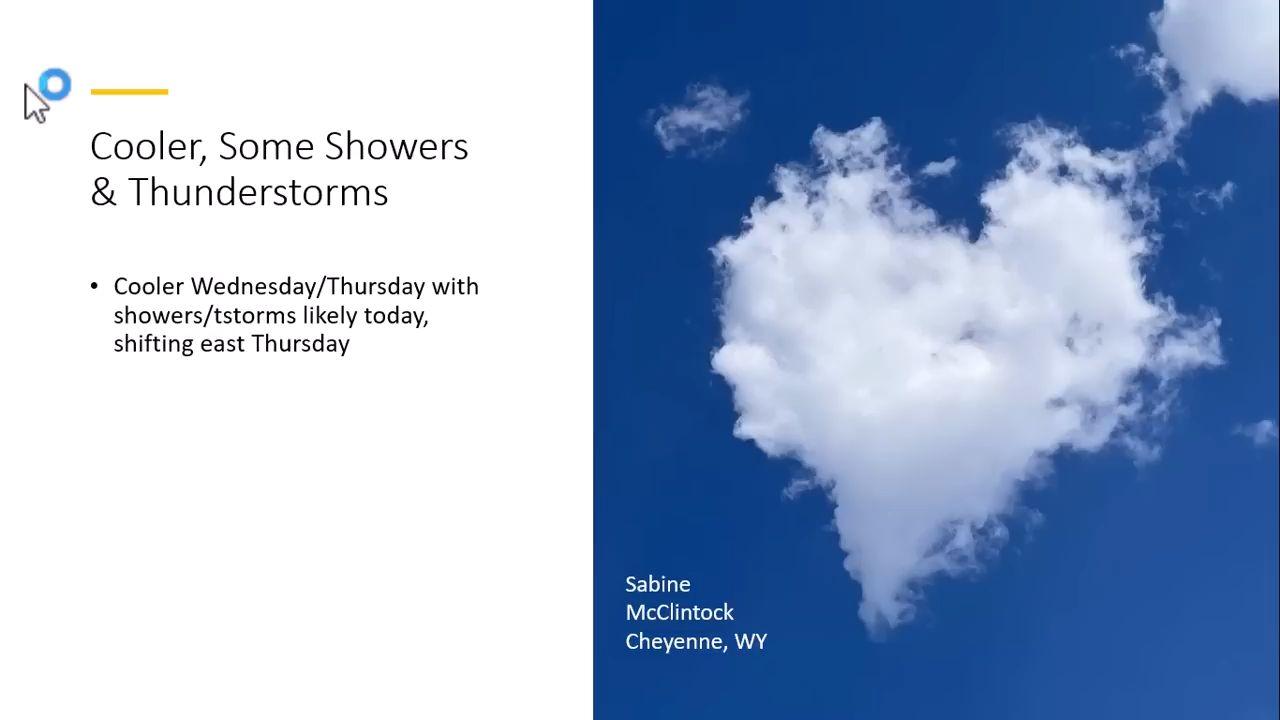 Cooler, Some Showers
& Thunderstorms
• Cooler Wednesday/Thursday with
showers/tstorms likely today,
shifting east Thursday
Sabine
McClintock
Cheyenne, WY